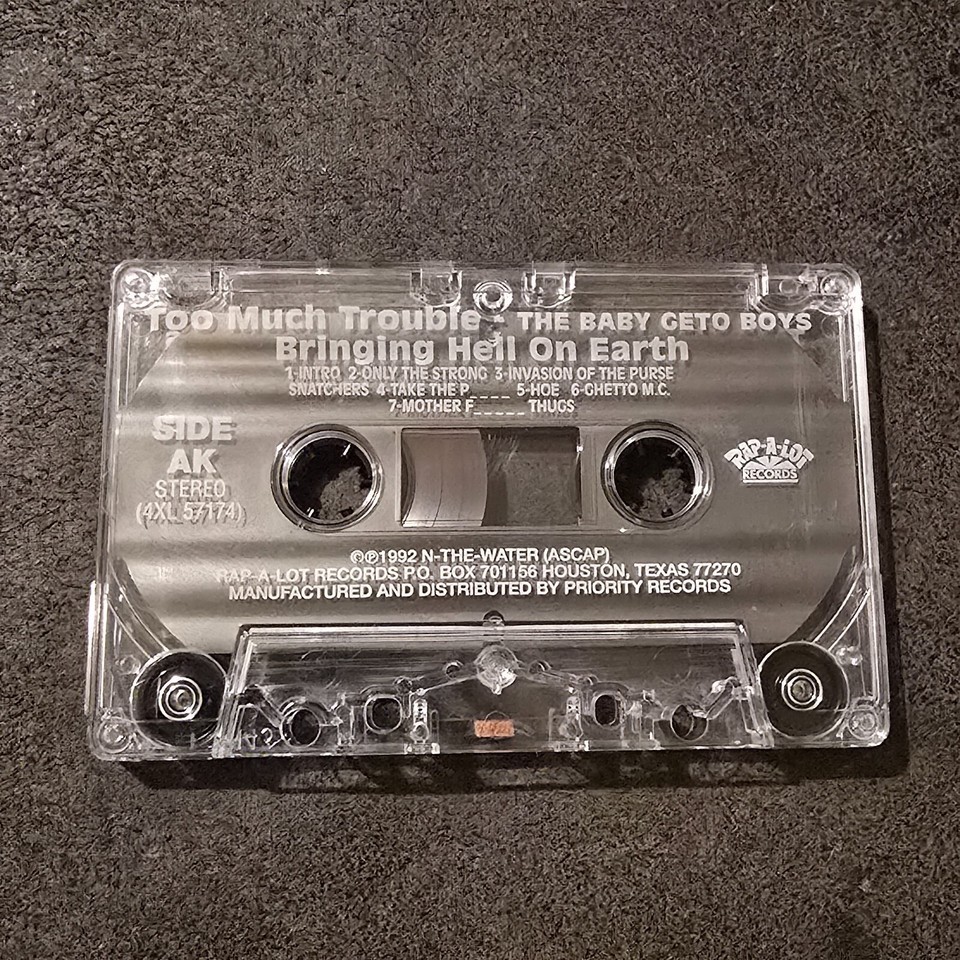 Too Much Trouble - THE BABY GETO BOYS
Bringing Hell On Earth
1-INTRO 2-ONLY THE STRONG 3-INVASION OF THE PURSE
SNATCHERS 4-TAKE THE P____ 5-HOE 6-GHETTO M.C.
7-MOTHER F_____ THUGS
SIDE
AK
STEREO
(4XL 57174)
RAP-A-LOT
RECORDS
©℗1992 N-THE-WATER (ASCAP)
RAP-A-LOT RECORDS P.O. BOX 701156 HOUSTON, TEXAS 77270
MANUFACTURED AND DISTRIBUTED BY PRIORITY RECORDS